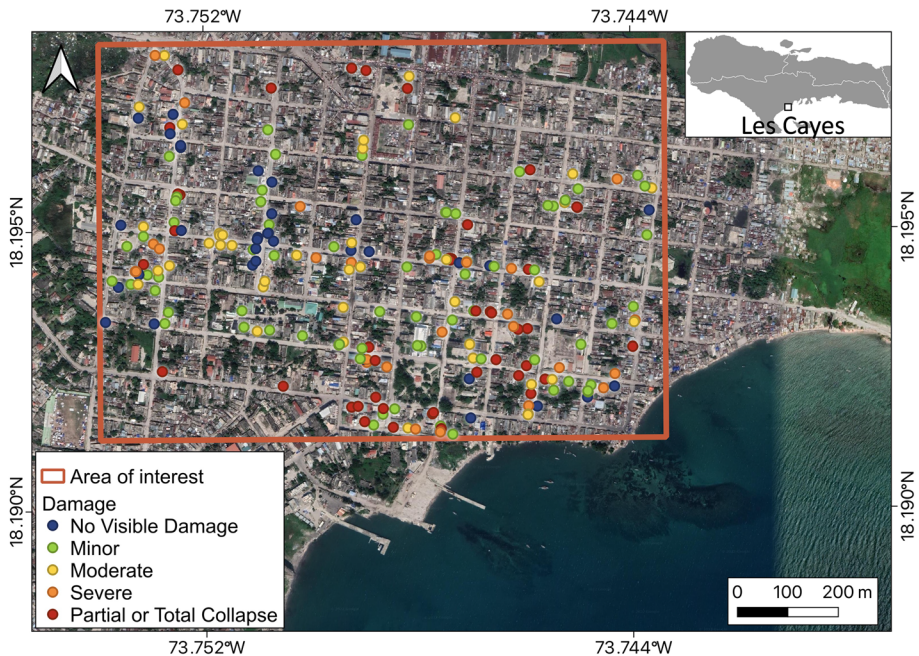 73.752°W
73.744°W
Les Cayes
18.195°N
18.195°N
18.190°N
18.190°N
Area of interest
Damage
No Visible Damage
Minor
Moderate
Severe
Partial or Total Collapse
0 100 200 m
73.752°W
73.744°W